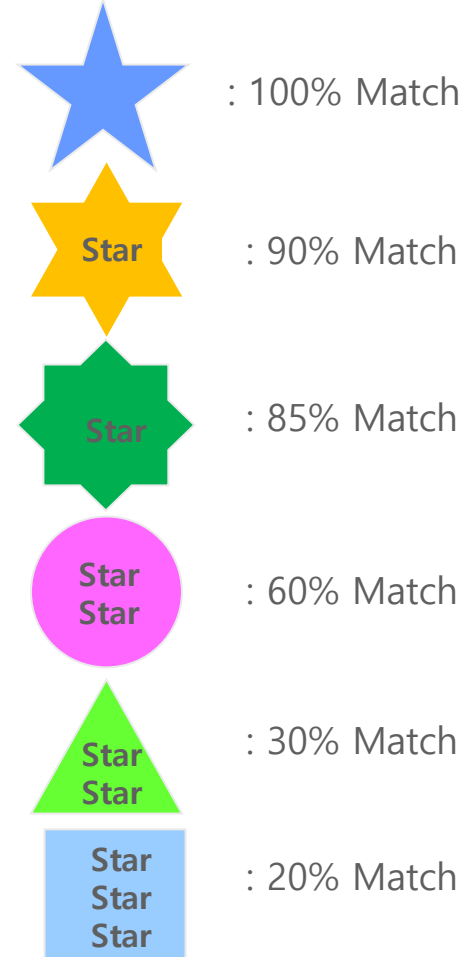 : 100% Match
Star
: 90% Match
Star
: 85% Match
Star
Star
: 60% Match
Star
Star
: 30% Match
Star
Star
Star
: 20% Match